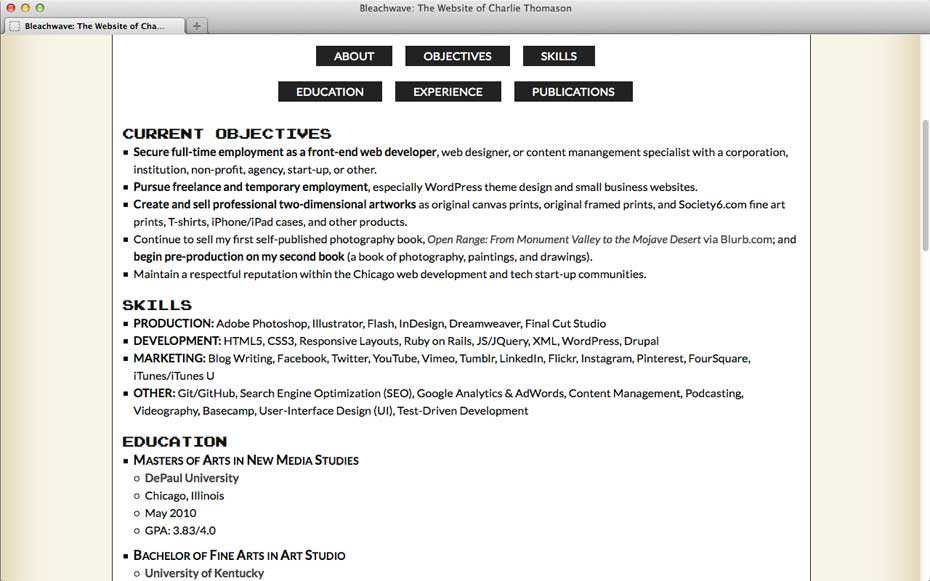 Bleachwave: The Website of Charlie Thomason
Bleachwave: The Website of Cha...
ABOUT OBJECTIVES SKILLS
EDUCATION EXPERIENCE PUBLICATIONS
CURRENT OBJECTIVES
Secure full-time employment as a front-end web developer, web designer, or content manangement specialist with a corporation,
institution, non-profit, agency, start-up, or other.
Pursue freelance and temporary employment, especially WordPress theme design and small business websites.
Create and sell professional two-dimensional artworks as original canvas prints, original framed prints, and Society6.com fine art
prints, T-shirts, iPhone/iPad cases, and other products.
Continue to sell my first self-published photography book, Open Range: From Monument Valley to the Mojave Desert via Blurb.com; and
begin pre-production on my second book (a book of photography, paintings, and drawings).
Maintain a respectful reputation within the Chicago web development and tech start-up communities.
SKILLS
PRODUCTION: Adobe Photoshop, Illustrator, Flash, InDesign, Dreamweaver, Final Cut Studio
DEVELOPMENT: HTML5, CSS3, Responsive Layouts, Ruby on Rails, JS/JQuery, XML, WordPress, Drupal
MARKETING: Blog Writing, Facebook, Twitter, YouTube, Vimeo, Tumblr, LinkedIn, Flickr, Instagram, Pinterest, FourSquare,
iTunes/iTunes U
OTHER: Git/GitHub, Search Engine Optimization (SEO), Google Analytics & AdWords, Content Management, Podcasting,
Videography, Basecamp, User-Interface Design (UI), Test-Driven Development
EDUCATION
Masters of Arts in New Media Studies
DePaul University
Chicago, Illinois
May 2010
GPA: 3.83/4.0
Bachelor of Fine Arts in Art Studio
University of Kentucky